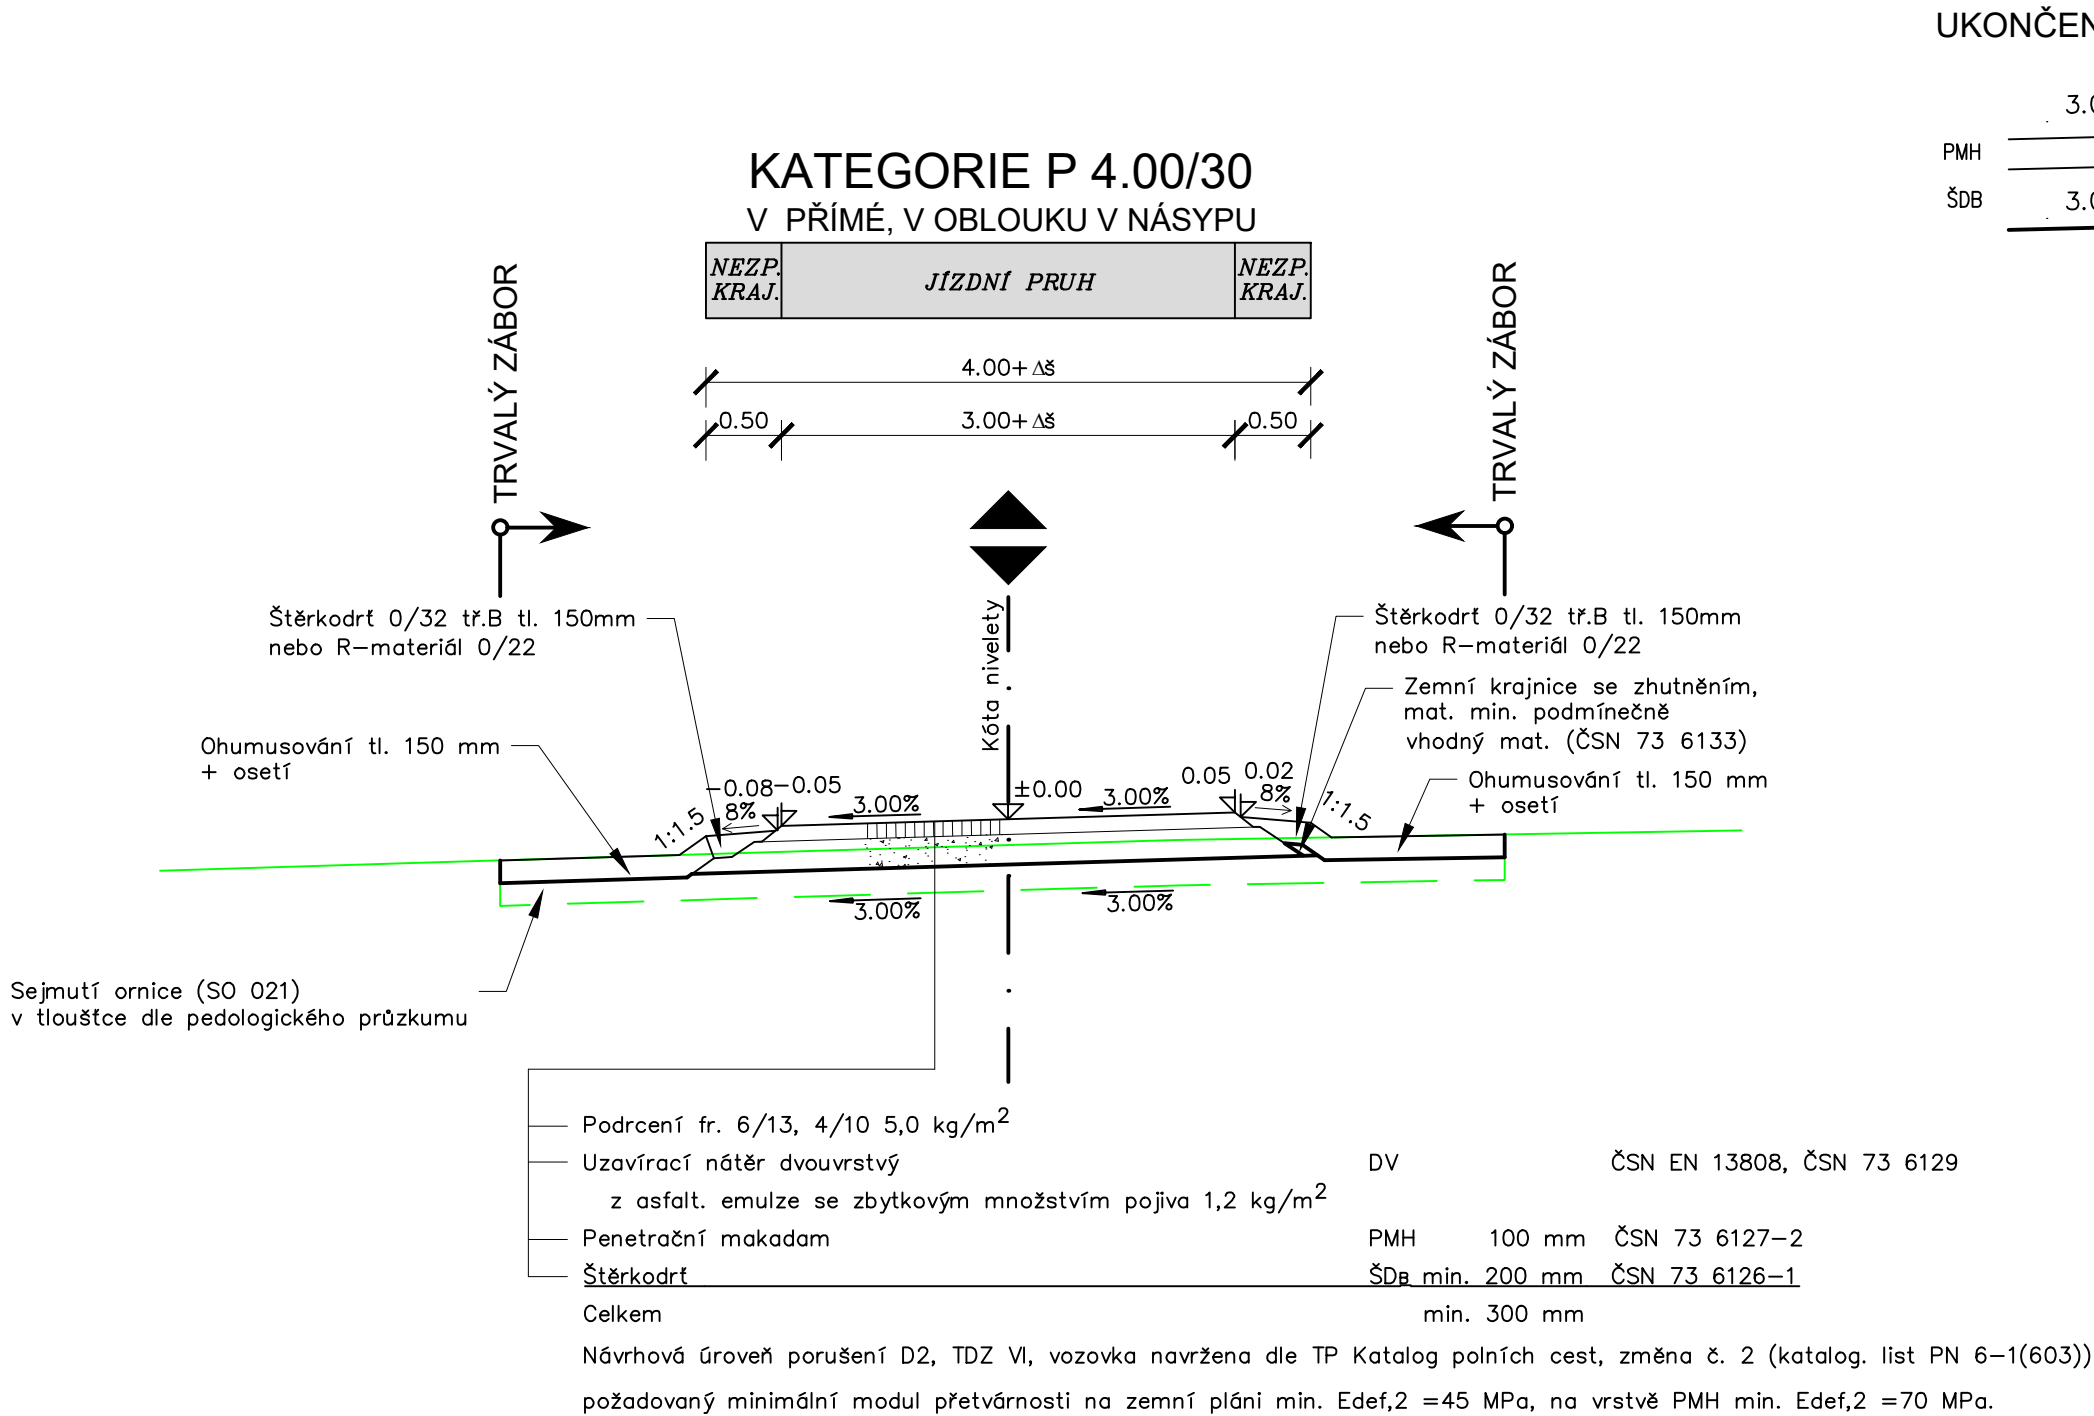 UKONČEN
3.0
PMH
ŠDB
3.0
KATEGORIE P 4.00/30
V PŘÍMÉ, V OBLOUKU V NÁSYPU
NEZP.
KRAJ.
JÍZDNÍ PRUH
NEZP.
KRAJ.
4.00+Δš
0.50
3.00+Δš
0.50
TRVALÝ ZÁBOR
TRVALÝ ZÁBOR
Kóta nivelety
Štěrkodrť 0/32 tř.B tl. 150mm
nebo R-materiál 0/22
Štěrkodrť 0/32 tř.B tl. 150mm
nebo R-materiál 0/22
Zemní krajnice se zhutněním,
mat. min. podmínečně
vhodný mat. (ČSN 73 6133)
Ohumusování tl. 150 mm
+ osetí
Ohumusování tl. 150 mm
+ osetí
-0.08
-0.05
±0.00
0.05
0.02
1:1.5
8%
3.00%
3.00%
8%
1:1.5
3.00%
3.00%
Sejmutí ornice (SO 021)
v tloušťce dle pedologického průzkumu
Podrcení fr. 6/13, 4/10 5,0 kg/m²
Uzavírací nátěr dvouvrstvý DV ČSN EN 13808, ČSN 73 6129
z asfalt. emulze se zbytkovým množstvím pojiva 1,2 kg/m²
Penetrační makadam PMH 100 mm ČSN 73 6127-2
Štěrkodrť ŠDB min. 200 mm ČSN 73 6126-1
Celkem min. 300 mm
Návrhová úroveň porušení D2, TDZ VI, vozovka navržena dle TP Katalog polních cest, změna č. 2 (katalog. list PN 6-1(603))
požadovaný minimální modul přetvárnosti na zemní pláni min. Edef,2 =45 MPa, na vrstvě PMH min. Edef,2 =70 MPa.